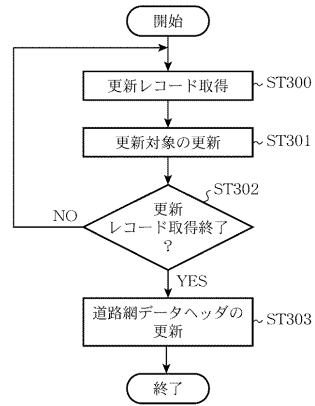 開始
更新レコード取得
ST300
更新対象の更新
ST301
ST302
更新
レコード取得終了
?
NO
YES
道路網データヘッダの
更新
ST303
終了